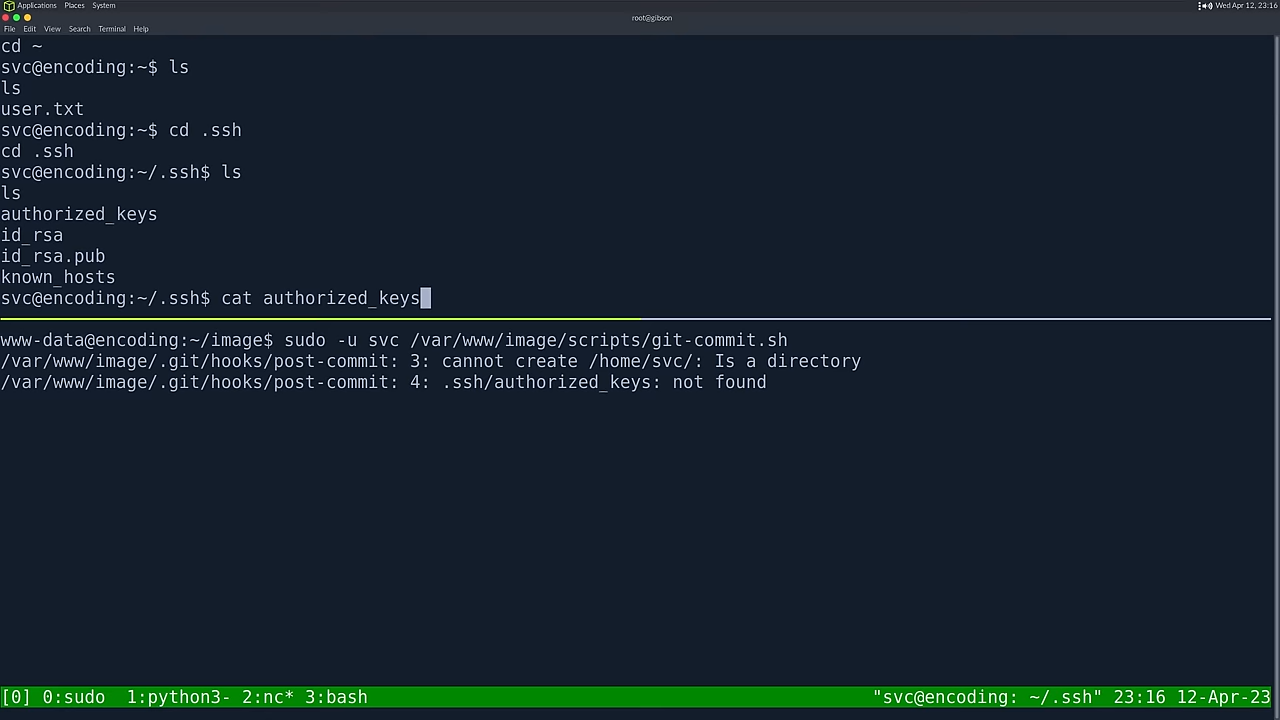 Applications Places System
Wed Apr 12, 23:16
root@gibson
File Edit View Search Terminal Help
cd ~
svc@encoding:~$ ls
ls
user.txt
svc@encoding:~$ cd .ssh
cd .ssh
svc@encoding:~/.ssh$ ls
ls
authorized_keys
id_rsa
id_rsa.pub
known_hosts
svc@encoding:~/.ssh$ cat authorized_keys
www-data@encoding:~/image$ sudo -u svc /var/www/image/scripts/git-commit.sh
/var/www/image/.git/hooks/post-commit: 3: cannot create /home/svc/: Is a directory
/var/www/image/.git/hooks/post-commit: 4: .ssh/authorized_keys: not found
[0] 0:sudo  1:python3- 2:nc* 3:bash "svc@encoding: ~/.ssh" 23:16 12-Apr-23